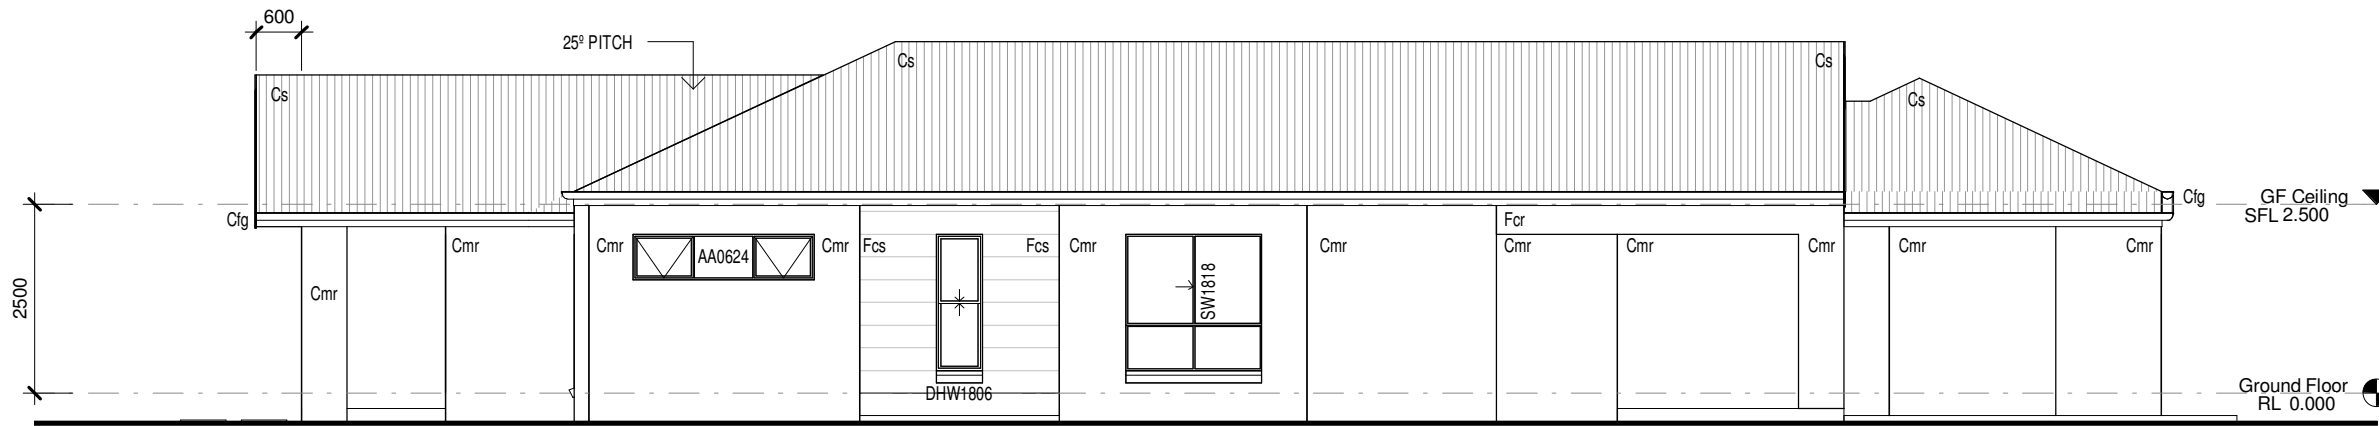 600
25º PITCH
Cs
Cs
Cs
Cs
Cfg
Cfg
GF Ceiling
SFL 2.500
2500
Fcr
Cmr
Cmr
Cmr
AA0624
Cmr
Fcs
Fcs
Cmr
SW1818
Cmr
Cmr
Cmr
Cmr
Cmr
Cmr
DHW1806
Ground Floor
RL 0.000